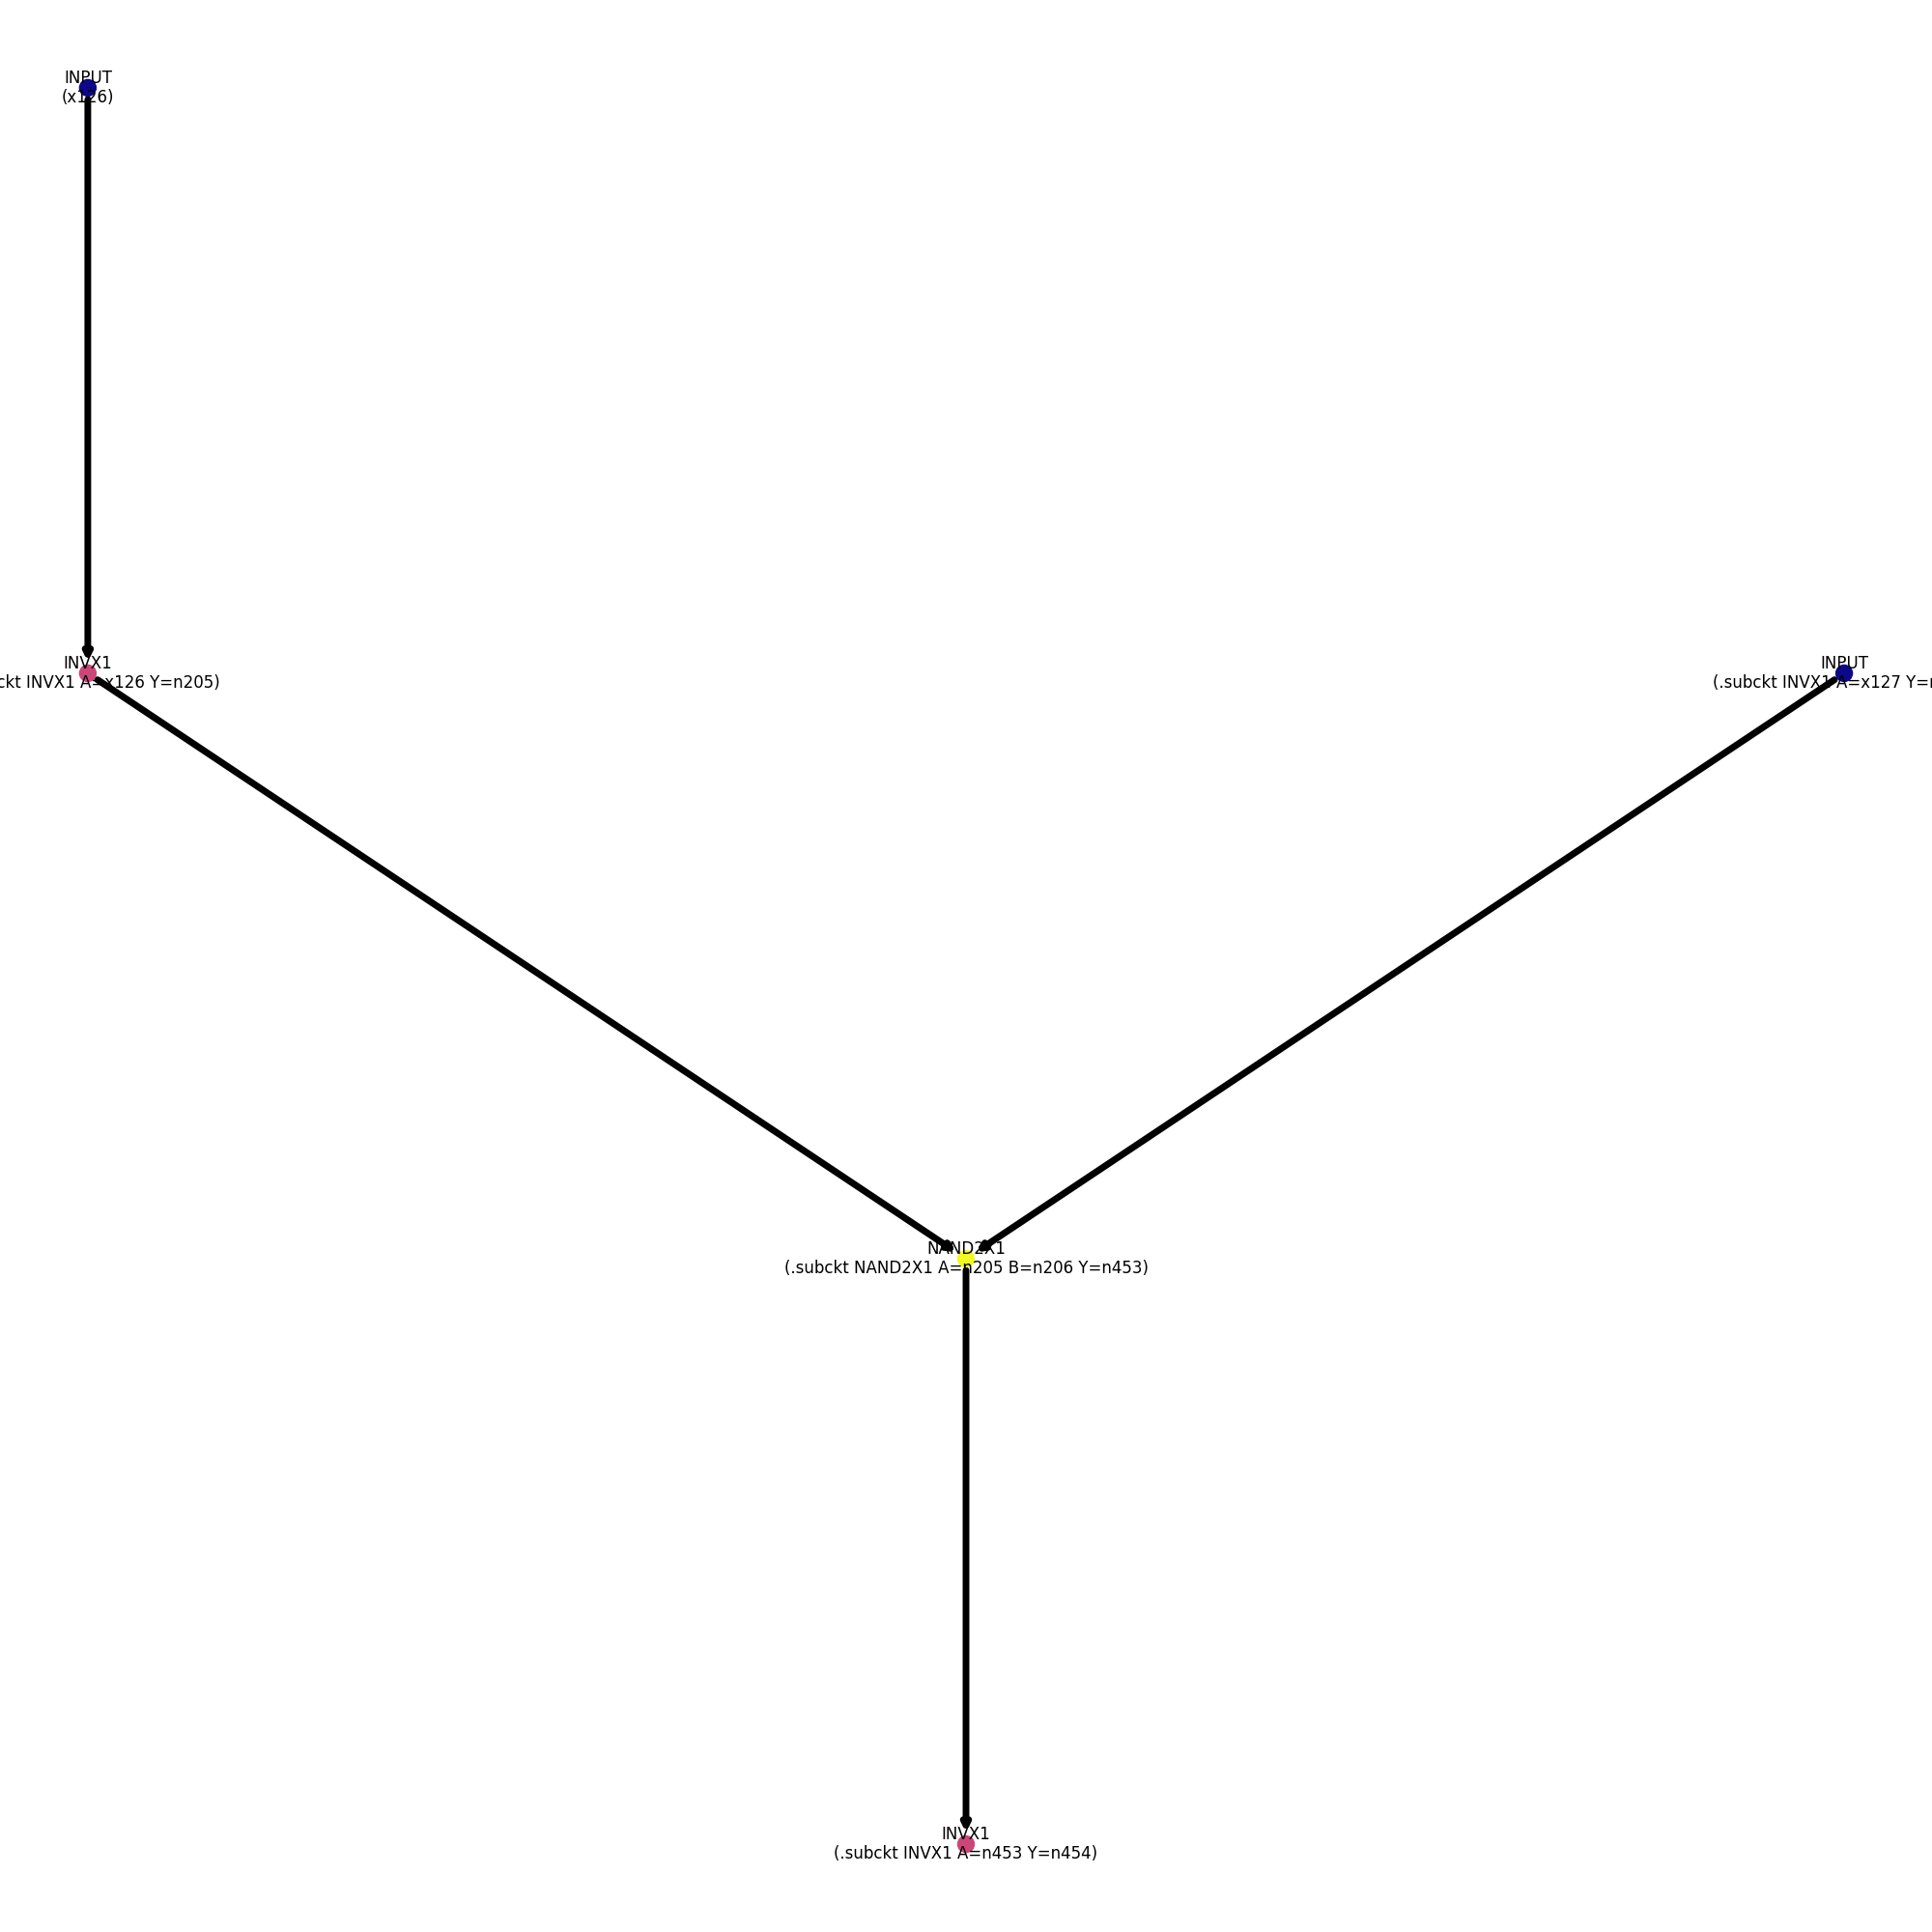 INPUT
(x126)
INVX1
ckt INVX1 A=x126 Y=n205)
INPUT
(.subckt INVX1 A=x127 Y=
NAND2X1
(.subckt NAND2X1 A=n205 B=n206 Y=n453)
INVX1
(.subckt INVX1 A=n453 Y=n454)